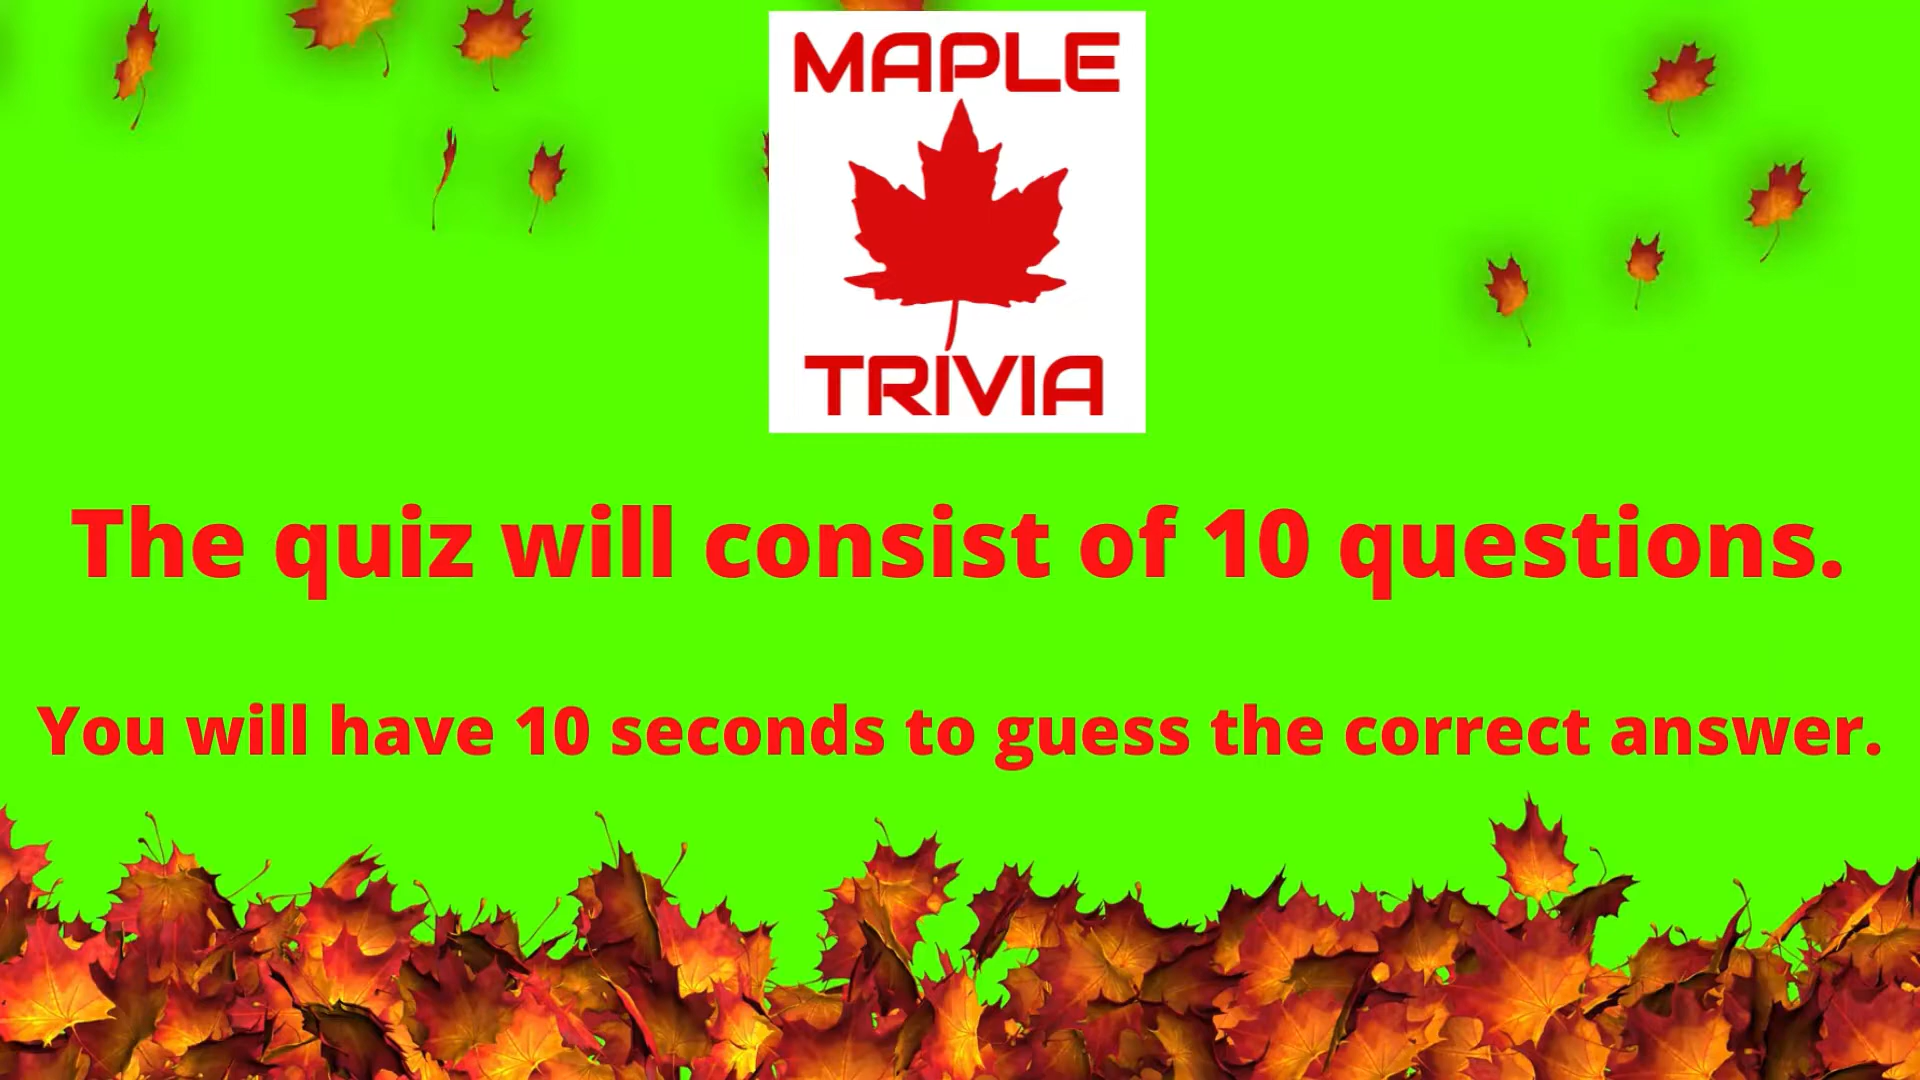 MAPLE
TRIVIA
The quiz will consist of 10 questions.
You will have 10 seconds to guess the correct answer.